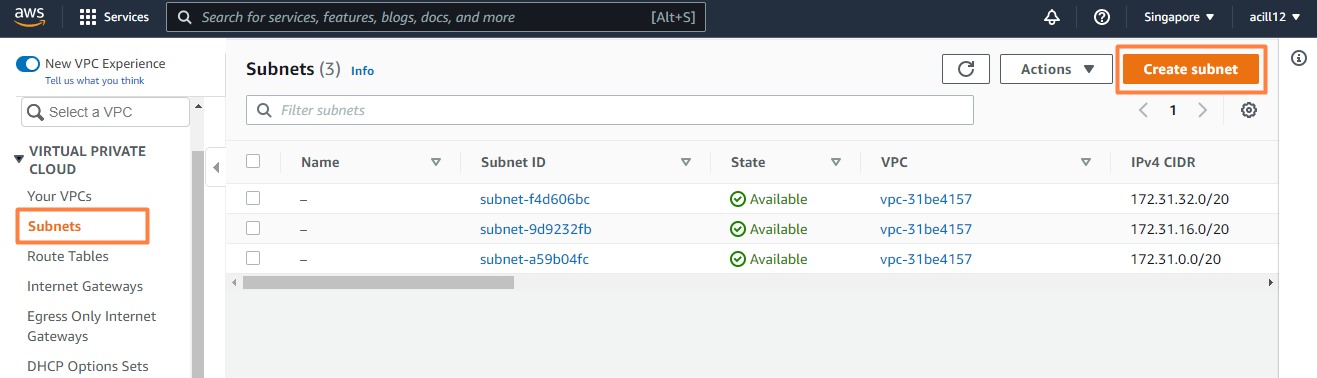 aws Services Search for services, features, blogs, docs, and more [Alt+S] Singapore acill12
New VPC Experience
Tell us what you think
Select a VPC
VIRTUAL PRIVATE
CLOUD
Your VPCs
Subnets
Route Tables
Internet Gateways
Egress Only Internet
Gateways
DHCP Options Sets
Subnets (3) Info Actions Create subnet
Filter subnets 1
Name Subnet ID State VPC IPv4 CIDR
– subnet-f4d606bc Available vpc-31be4157 172.31.32.0/20
– subnet-9d9232fb Available vpc-31be4157 172.31.16.0/20
– subnet-a59b04fc Available vpc-31be4157 172.31.0.0/20